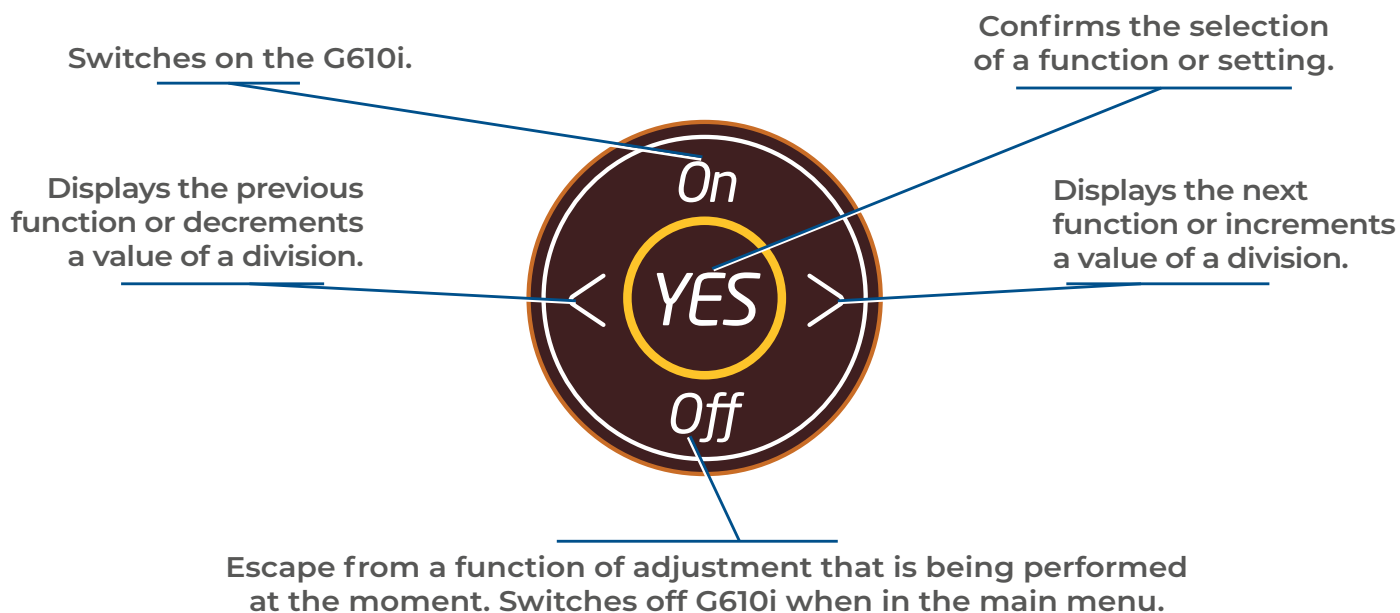 Confirms the selection
of a function or setting.
Switches on the G610i.
On
Displays the previous
function or decrements
a value of a division.
Displays the next
function or increments
a value of a division.
< YES >
Off
Escape from a function of adjustment that is being performed
at the moment. Switches off G610i when in the main menu.